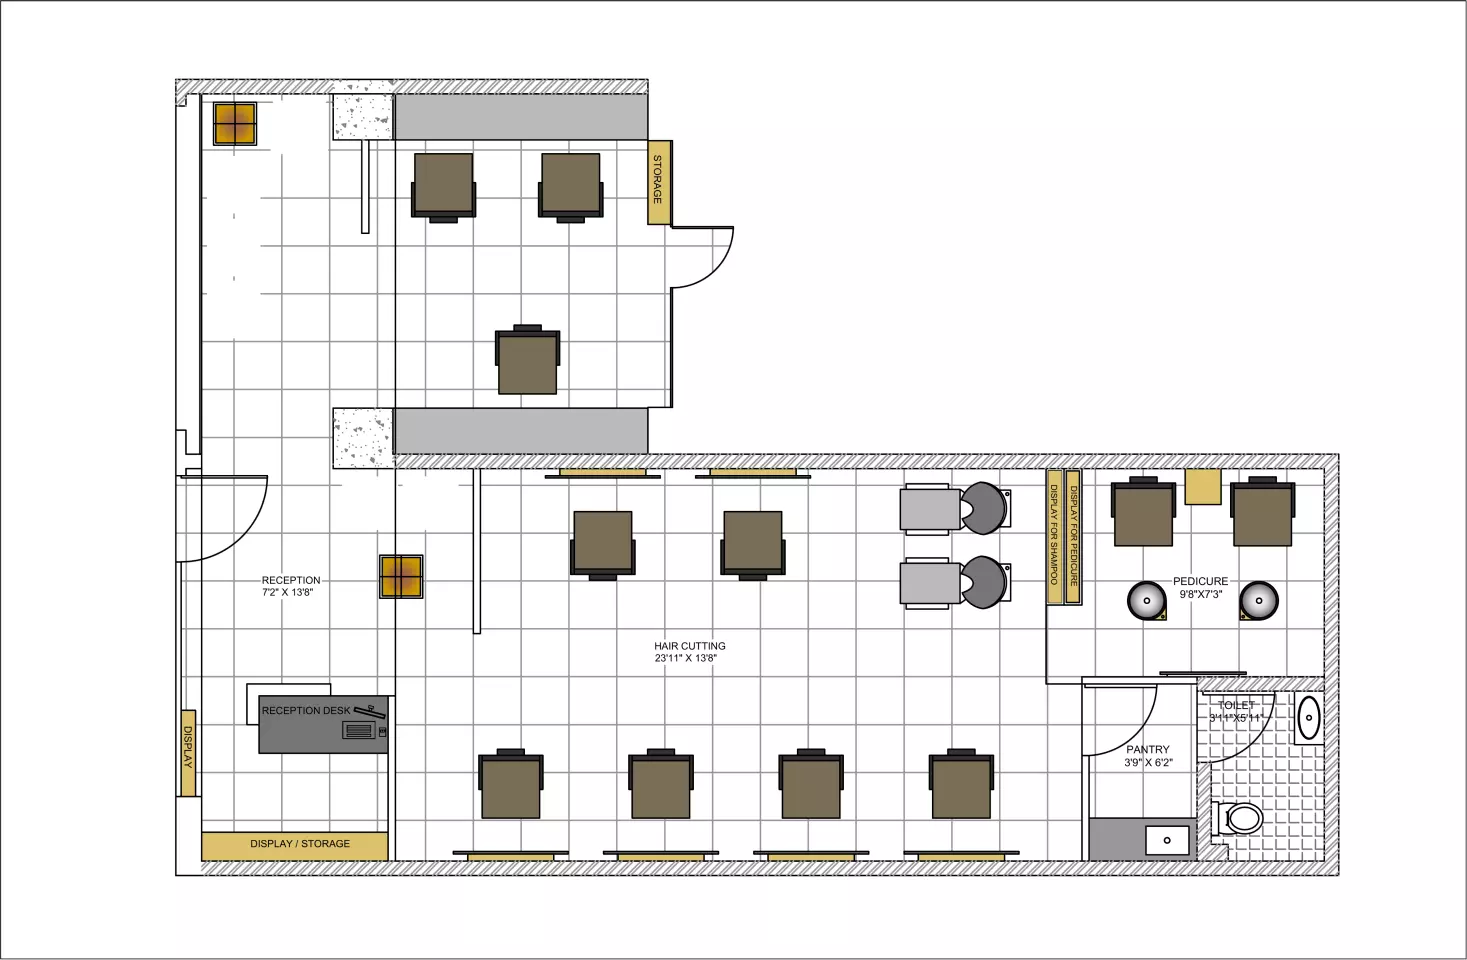 STORAGE
DISPLAY FOR SHAMPOO
DISPLAY FOR PEDICURE
RECEPTION
7'2" X 13'8"
PEDICURE
9'8"X7'3"
HAIR CUTTING
23'11" X 13'8"
RECEPTION DESK
TOILET
3'11"X5'11"
DISPLAY
PANTRY
3'9" X 6'2"
DISPLAY / STORAGE